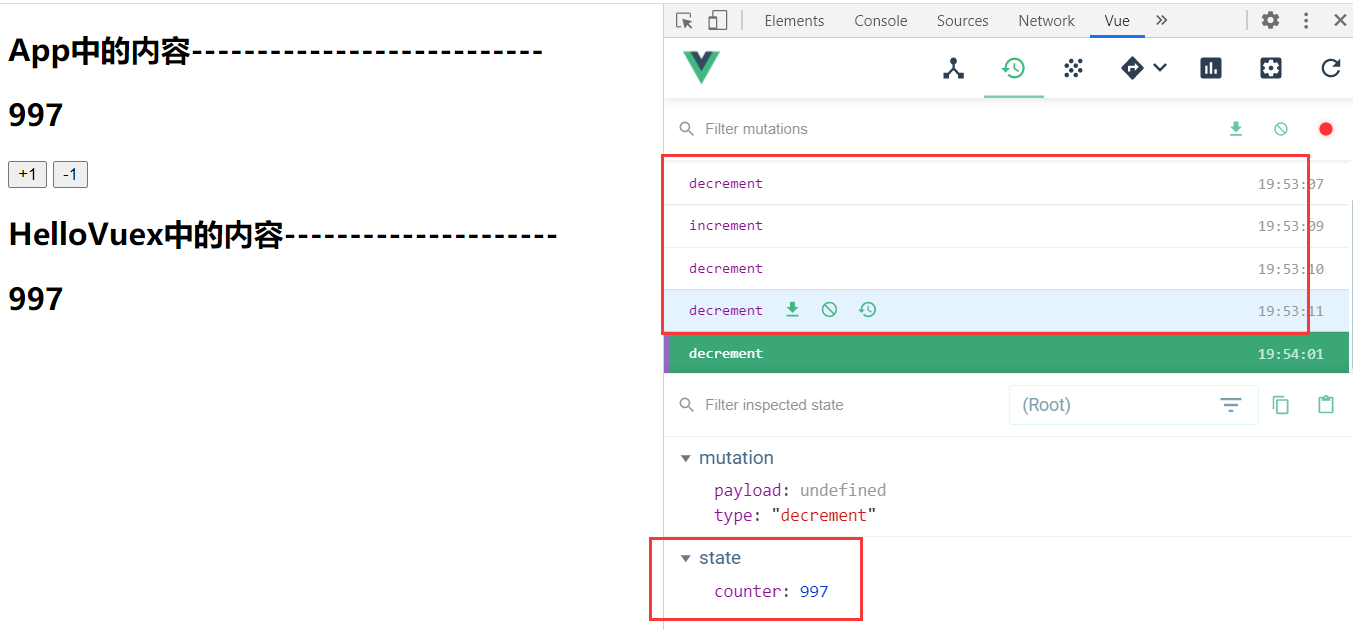 App中的内容---------------------------
997
+1 -1
HelloVuex中的内容---------------------
997
Elements Console Sources Network Vue »
Filter mutations
decrement 19:53:07
increment 19:53:09
decrement 19:53:10
decrement 19:53:11
decrement 19:54:01
Filter inspected state (Root)
mutation
payload: undefined
type: "decrement"
state
counter: 997